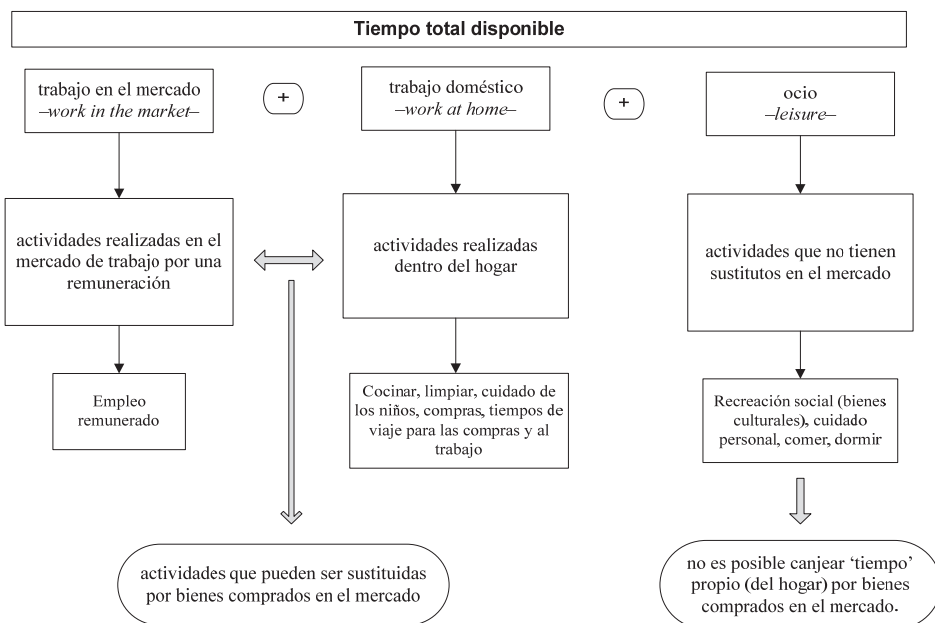 Tiempo total disponible
trabajo en el mercado
–work in the market–
+
trabajo doméstico
–work at home–
+
ocio
–leisure–
actividades realizadas en el
mercado de trabajo por una
remuneración
actividades realizadas
dentro del hogar
actividades que no tienen
sustitutos en el mercado
Empleo
remunerado
Cocinar, limpiar, cuidado de
los niños, compras, tiempos de
viaje para las compras y al
trabajo
Recreación social (bienes
culturales), cuidado
personal, comer, dormir
actividades que pueden ser sustituidas
por bienes comprados en el mercado
no es posible canjear ‘tiempo’
propio (del hogar) por bienes
comprados en el mercado.